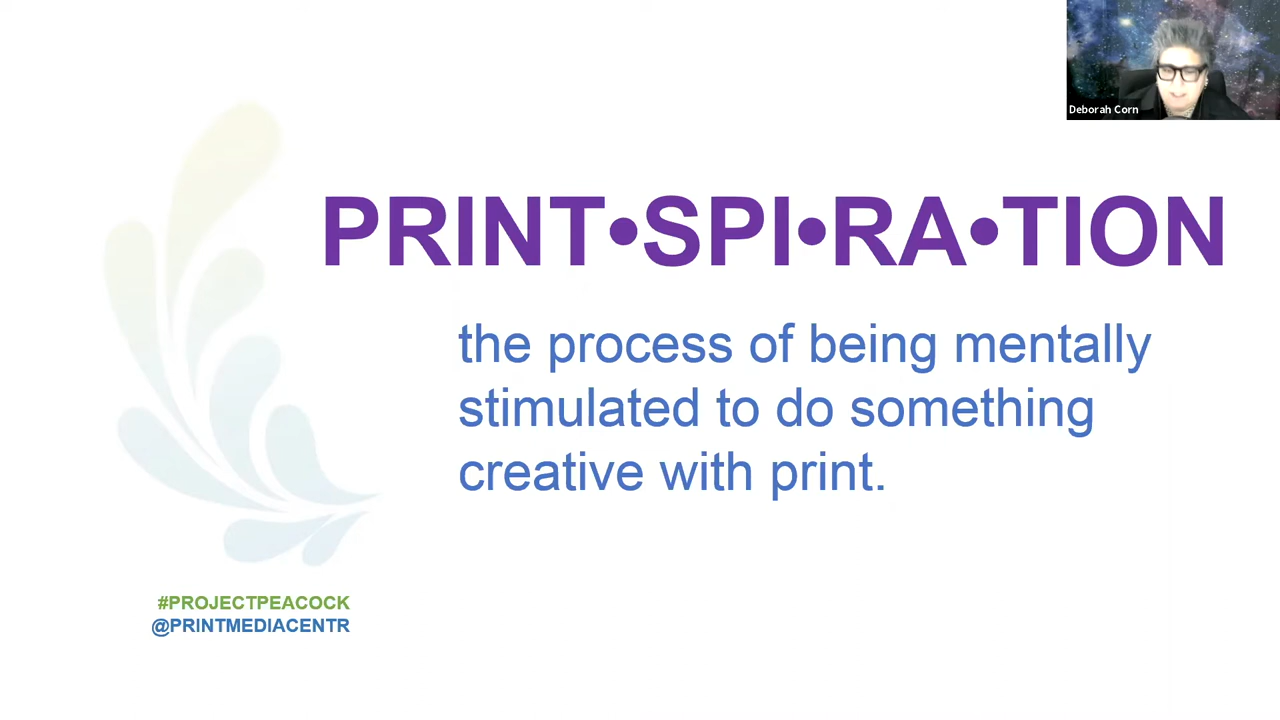 Deborah Corn
PRINT•SPI•RA•TION
the process of being mentally
stimulated to do something
creative with print.
#PROJECTPEACOCK
@PRINTMEDIACENTR